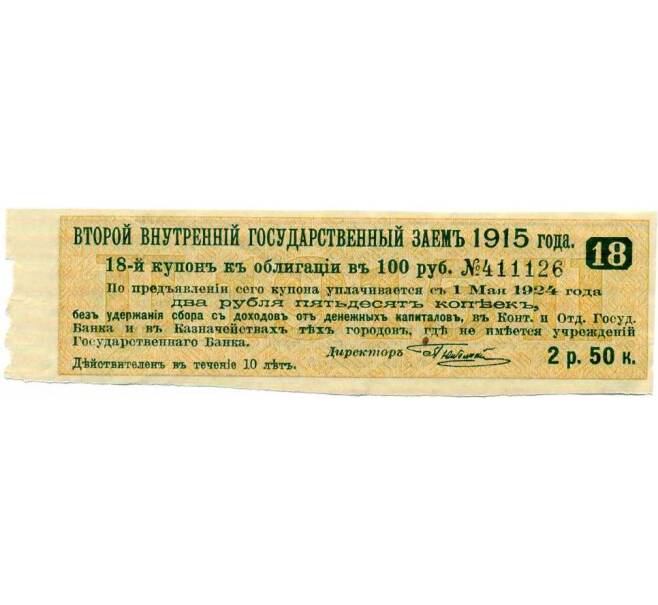 ВТОРОЙ ВНУТРЕННІЙ ГОСУДАРСТВЕННЫЙ ЗАЕМЪ 1915 года.
18
18-й купонъ къ облигаціи въ 100 руб. №411126
По предъявленіи сего купона уплачивается съ 1 Мая 1924 года
два рубля пятьдесятъ копѣекъ,
безъ удержанія сбора съ доходовъ отъ денежныхъ капиталовъ, въ Конт. и Отд. Госуд.
Банка и въ Казначействахъ тѣхъ городовъ, гдѣ не имѣется учрежденій
Государственнаго Банка.
Директоръ
2 р. 50 к.
Дѣйствителенъ въ теченіе 10 лѣтъ.